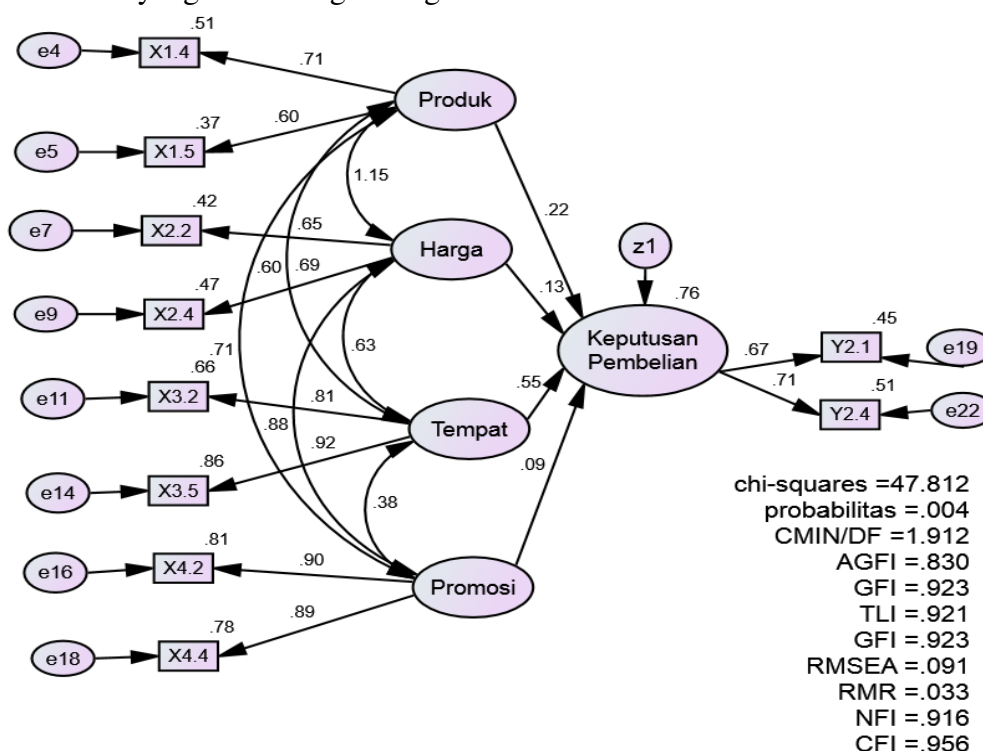 .51
e4
X1.4
.71
Produk
.37
.60
e5
X1.5
1.15
.42
.22
e7
X2.2
.65
Harga
z1
.60
.69
.47
.13
.76
e9
X2.4
Keputusan
Pembelian
.45
.67
Y2.1
e19
.71
.63
.66
.55
.71
.51
e11
X3.2
.81
Y2.4
e22
.88
.92
Tempat
.86
.09
e14
X3.5
.38
.81
e16
X4.2
.90
Promosi
.89
.78
e18
X4.4
chi-squares =47.812
probabilitas =.004
CMIN/DF =1.912
AGFI =.830
GFI =.923
TLI =.921
GFI =.923
RMSEA =.091
RMR =.033
NFI =.916
CFI =.956